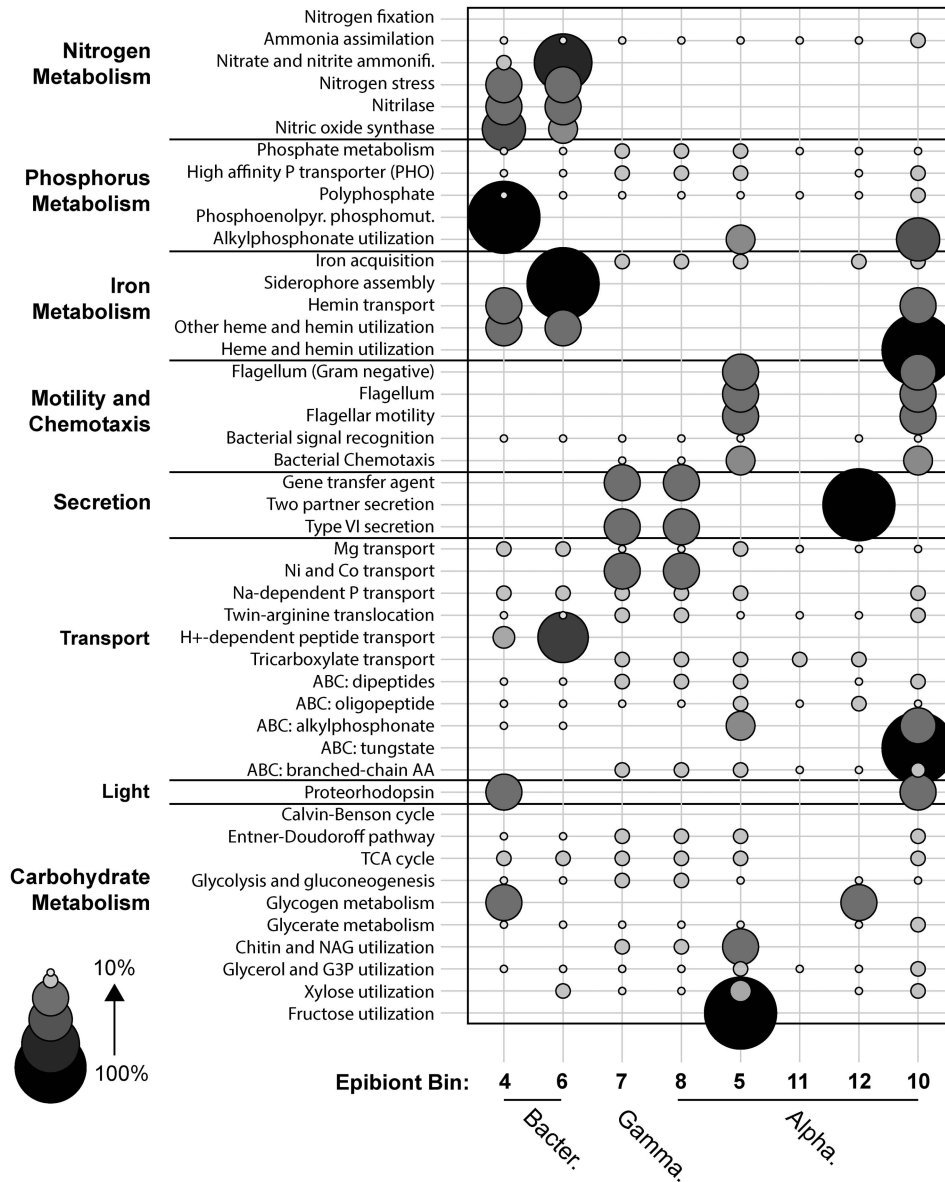 Nitrogen Metabolism
Nitrogen fixation
Ammonia assimilation
Nitrate and nitrite ammonifi.
Nitrogen stress
Nitrilase
Nitric oxide synthase
Phosphorus Metabolism
Phosphate metabolism
High affinity P transporter (PHO)
Polyphosphate
Phosphoenolpyr. phosphomut.
Alkylphosphonate utilization
Iron Metabolism
Iron acquisition
Siderophore assembly
Hemin transport
Other heme and hemin utilization
Heme and hemin utilization
Motility and Chemotaxis
Flagellum (Gram negative)
Flagellum
Flagellar motility
Bacterial signal recognition
Bacterial Chemotaxis
Secretion
Gene transfer agent
Two partner secretion
Type VI secretion
Transport
Mg transport
Ni and Co transport
Na-dependent P transport
Twin-arginine translocation
H+-dependent peptide transport
Tricarboxylate transport
ABC: dipeptides
ABC: oligopeptide
ABC: alkylphosphonate
ABC: tungstate
ABC: branched-chain AA
Light
Proteorhodopsin
Carbohydrate Metabolism
Calvin-Benson cycle
Entner-Doudoroff pathway
TCA cycle
Glycolysis and gluconeogenesis
Glycogen metabolism
Glycerate metabolism
Chitin and NAG utilization
Glycerol and G3P utilization
Xylose utilization
Fructose utilization
10%
100%
Epibiont Bin: 4 6 7 8 5 11 12 10
Bacter. Gamma. Alpha.